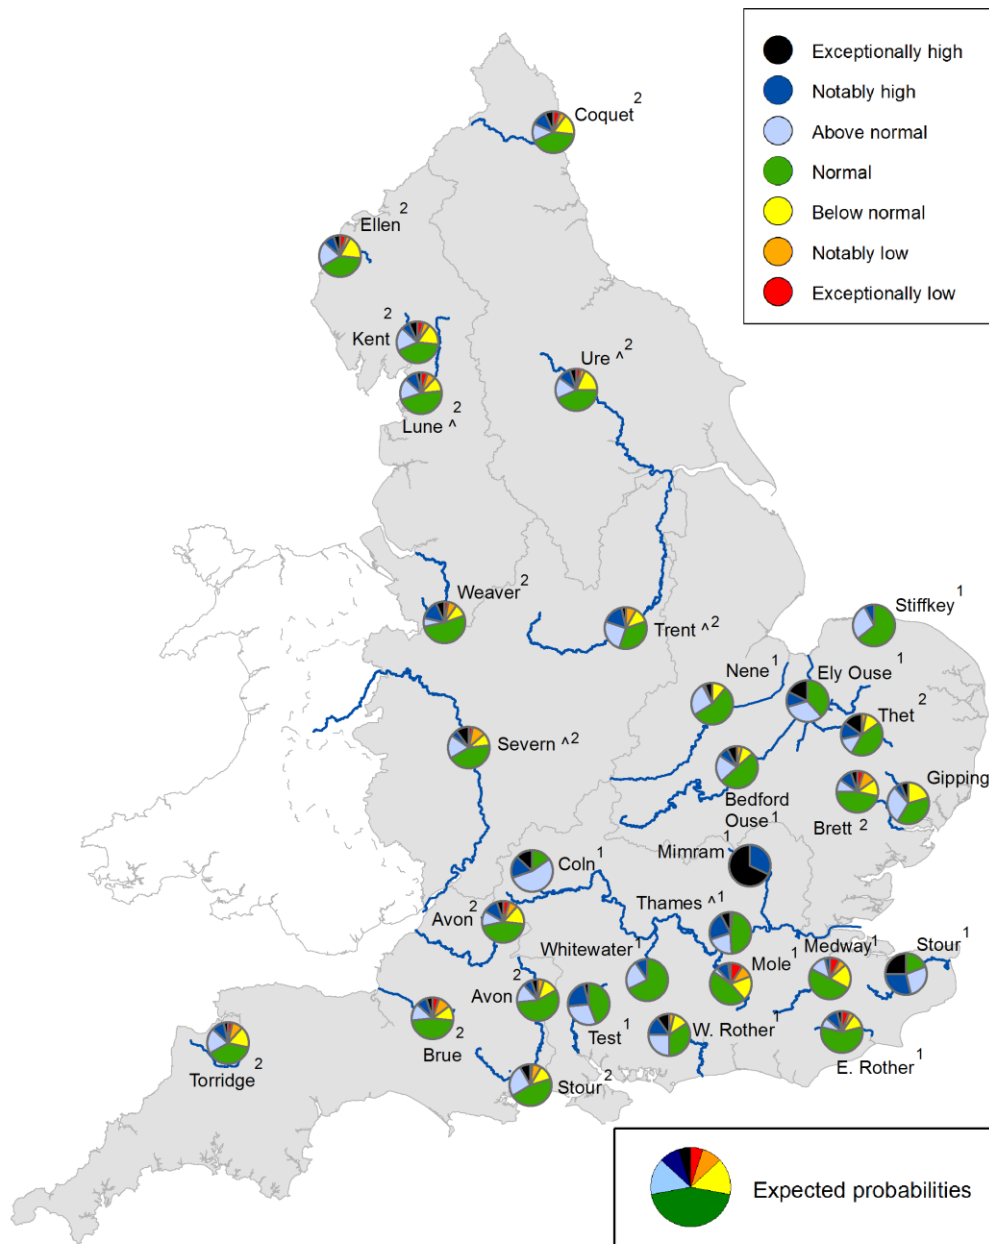 Exceptionally high
Notably high
Above normal
Normal
Below normal
Notably low
Exceptionally low
Coquet 2
Ellen 2
Kent 2
Ure ^ 2
Lune ^ 2
Weaver 2
Trent ^ 2
Stiffkey 1
Nene 1
Ely Ouse 1
Thet 2
Severn ^ 2
Gipping
Bedford
Ouse 1
Brett 2
Mimram 1
Coln 1
Thames ^ 1
Avon 2
Whitewater 1
Mole 1
Medway 1
Stour 1
Avon 2
Test 1
W. Rother 1
Brue 2
E. Rother 1
Torridge 2
Stour 2
Expected probabilities